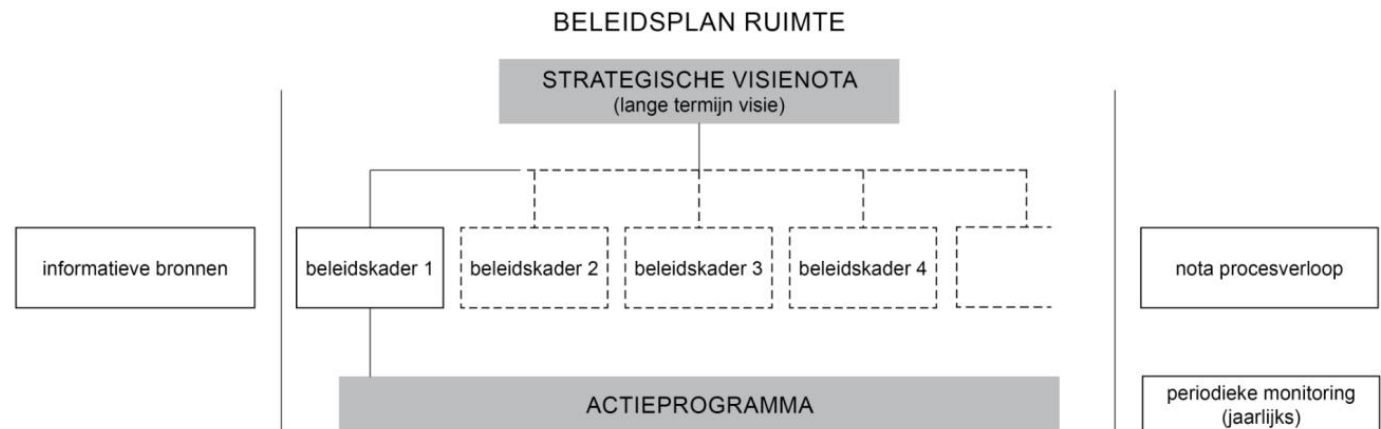 BELEIDSPLAN RUIMTE
STRATEGISCHE VISIENOTA
(lange termijn visie)
informatieve bronnen
beleidskader 1
beleidskader 2
beleidskader 3
beleidskader 4
nota procesverloop
ACTIEPROGRAMMA
periodieke monitoring
(jaarlijks)